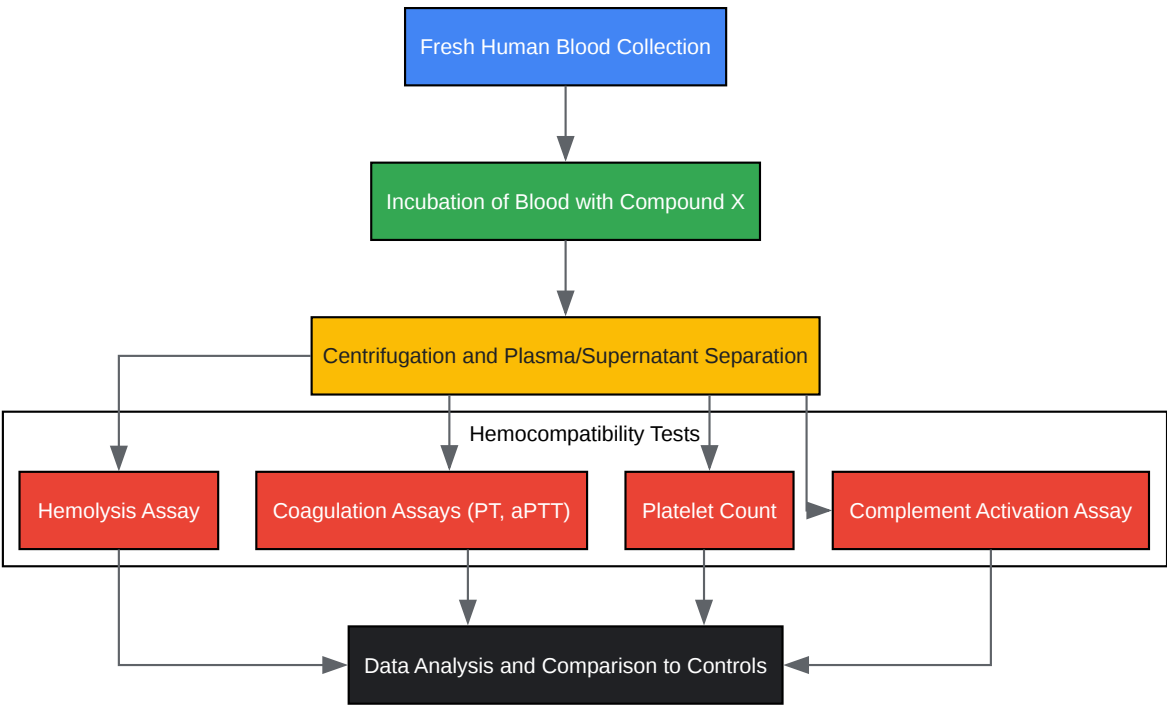 Fresh Human Blood Collection
Incubation of Blood with Compound X
Centrifugation and Plasma/Supernatant Separation
Hemocompatibility Tests
Hemolysis Assay
Coagulation Assays (PT, aPTT)
Platelet Count
Complement Activation Assay
Data Analysis and Comparison to Controls